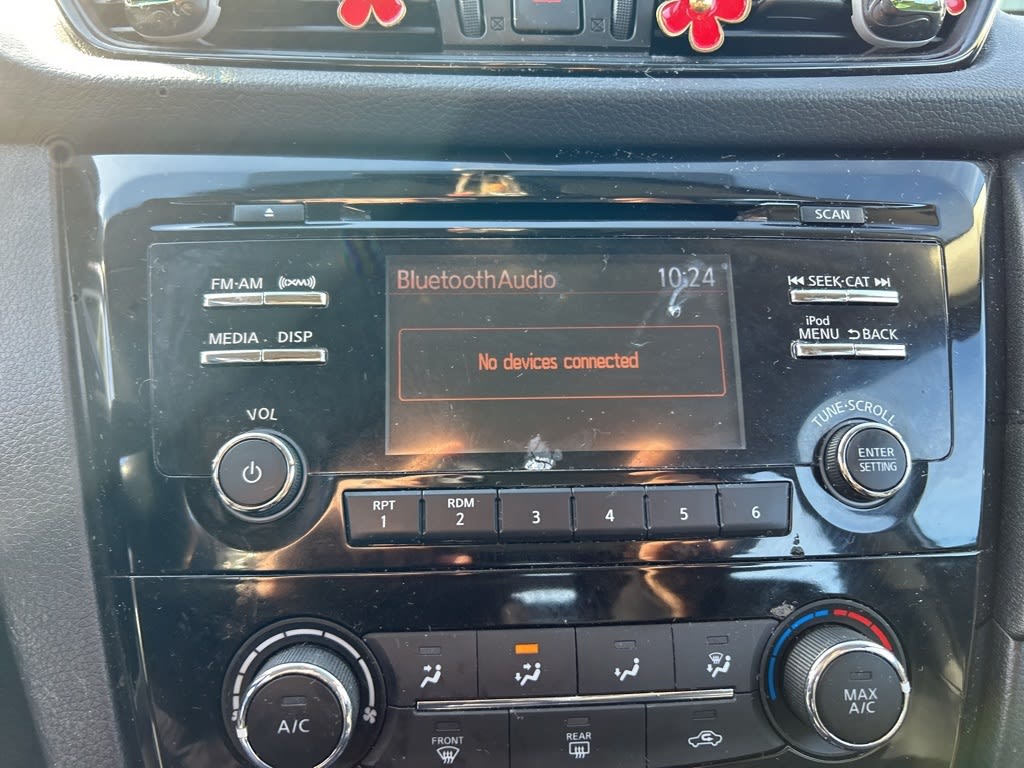 SCAN
FM-AM ((XM))
BluetoothAudio 10:24
SEEK·CAT
MEDIA DISP
iPod
MENU BACK
No devices connected
VOL
TUNE·SCROLL
ENTER
SETTING
RPT
1
RDM
2
3
4
5
6
A/C
MAX
A/C
FRONT
REAR